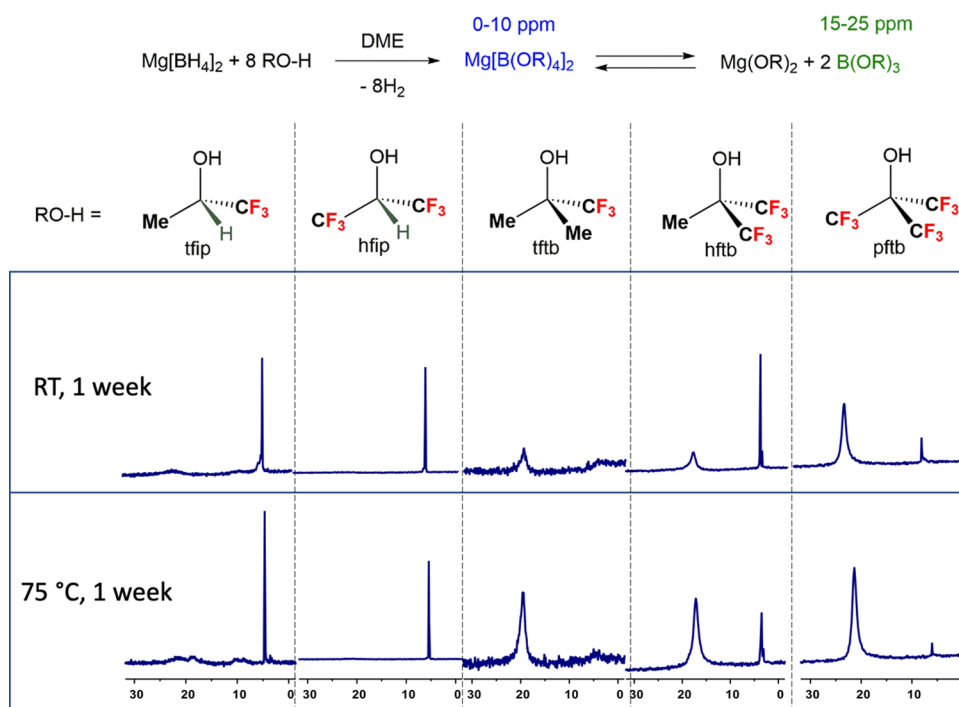 0-10 ppm 15-25 ppm
Mg[BH4]2 + 8 RO-H DME - 8H2 Mg[B(OR)4]2 Mg(OR)2 + 2 B(OR)3
OH OH OH OH OH
RO-H = Me CF3 H CF3 CF3 H Me CF3 Me Me CF3 CF3 CF3 CF3 CF3
tfip hfip tftb hftb pftb
RT, 1 week
75 °C, 1 week
30 20 10 0 30 20 10 0 30 20 10 0 30 20 10 0 30 20 10